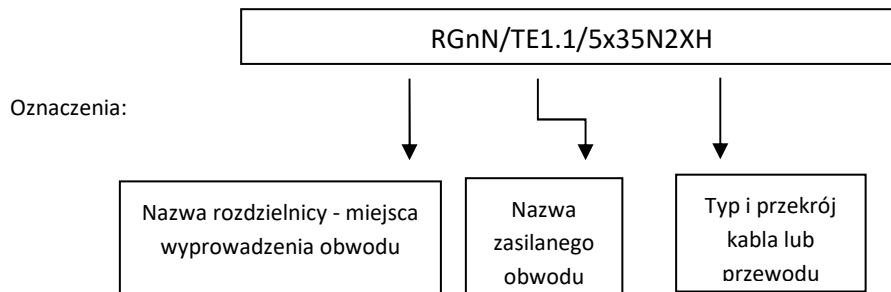 RGnN/TE1.1/5x35N2XH
Oznaczenia:
Nazwa rozdzielnicy - miejsca
wyprowadzenia obwodu
Nazwa
zasilanego
obwodu
Typ i przekrój
kabla lub
przewodu